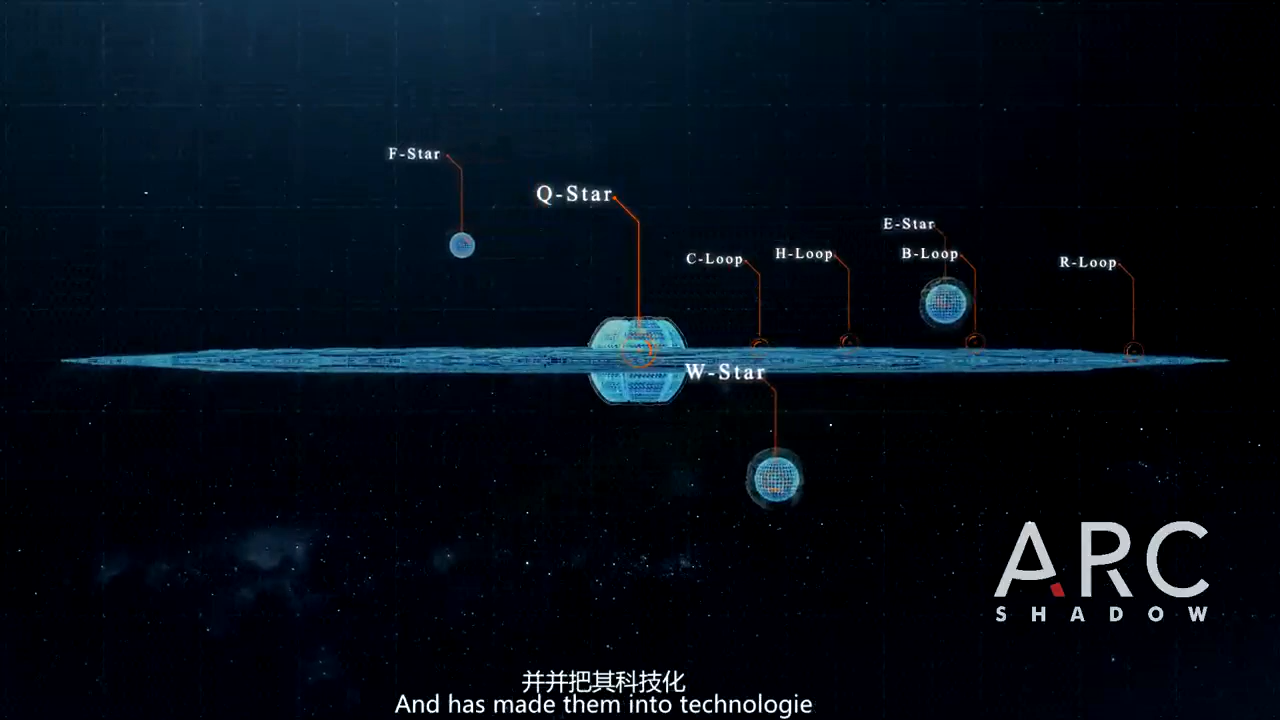 F-Star
Q-Star
E-Star
C-Loop
H-Loop
B-Loop
R-Loop
W-Star
ARC
SHADOW
并并把其科技化
And has made them into technologie